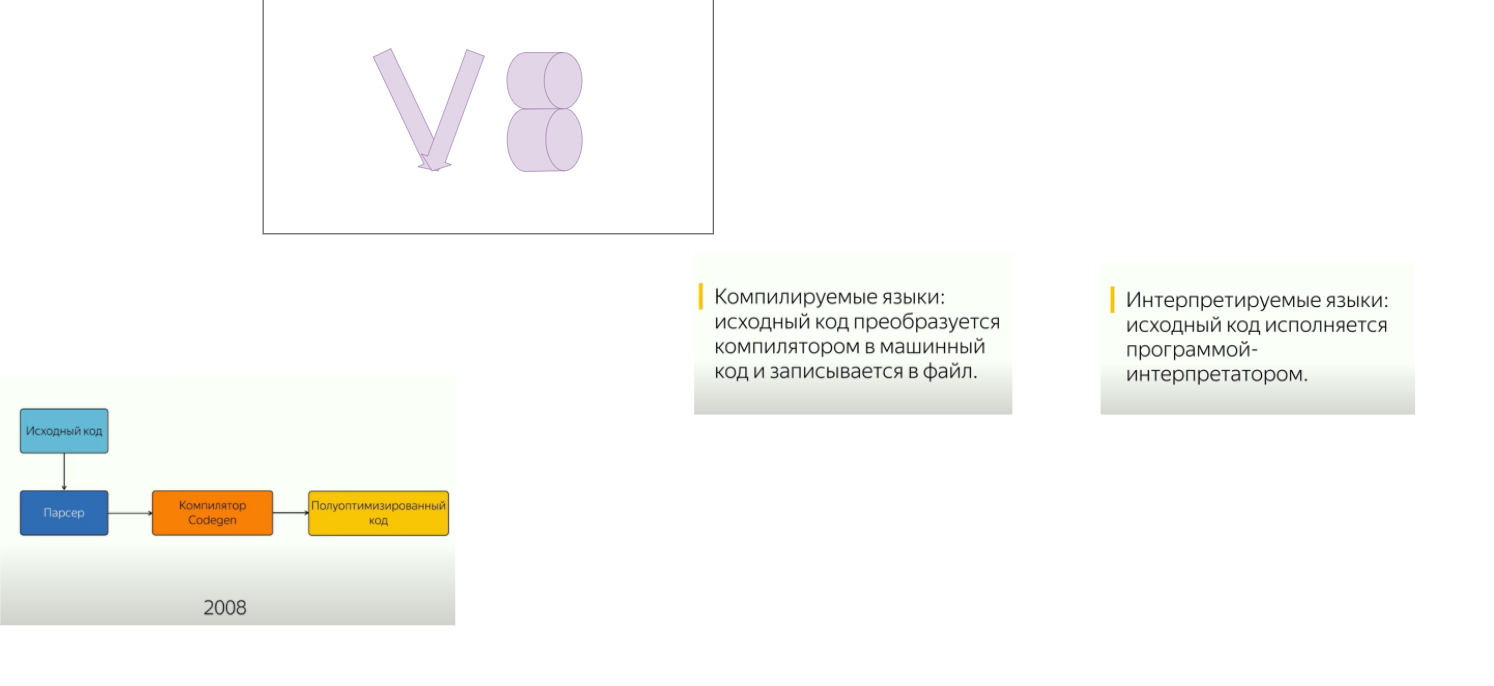 V8
Компилируемые языки:
исходный код преобразуется
компилятором в машинный
код и записывается в файл.
Интерпретируемые языки:
исходный код исполняется
программой-
интерпретатором.
Исходный код
Парсер
Компилятор
Codegen
Полуоптимизированный
код
2008